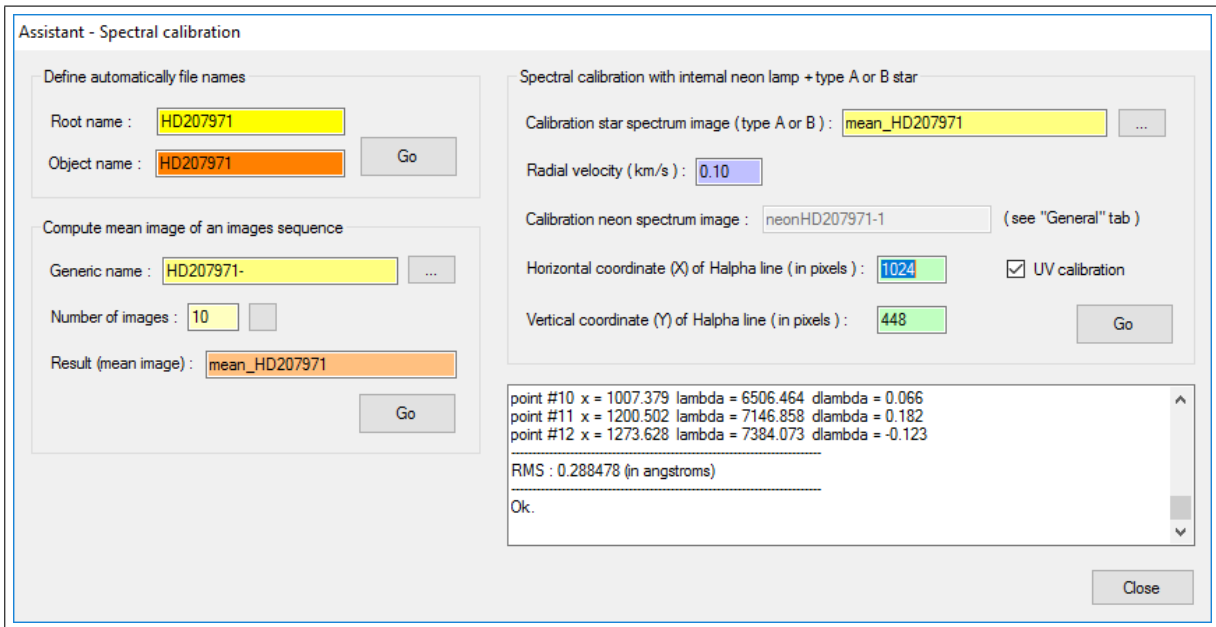 Assistant - Spectral calibration
Define automatically file names
Root name : HD207971
Object name : HD207971
Go
Compute mean image of an images sequence
Generic name : HD207971- ...
Number of images : 10
Result (mean image) : mean_HD207971
Go
Spectral calibration with internal neon lamp + type A or B star
Calibration star spectrum image ( type A or B ) : mean_HD207971 ...
Radial velocity ( km/s ) : 0.10
Calibration neon spectrum image : neonHD207971-1 ( see "General" tab )
Horizontal coordinate (X) of Halpha line ( in pixels ) : 1024 UV calibration
Vertical coordinate (Y) of Halpha line ( in pixels ) : 448
Go
point #10 x = 1007.379 lambda = 6506.464 dlambda = 0.066
point #11 x = 1200.502 lambda = 7146.858 dlambda = 0.182
point #12 x = 1273.628 lambda = 7384.073 dlambda = -0.123
RMS : 0.288478 (in angstroms)
Ok.
Close